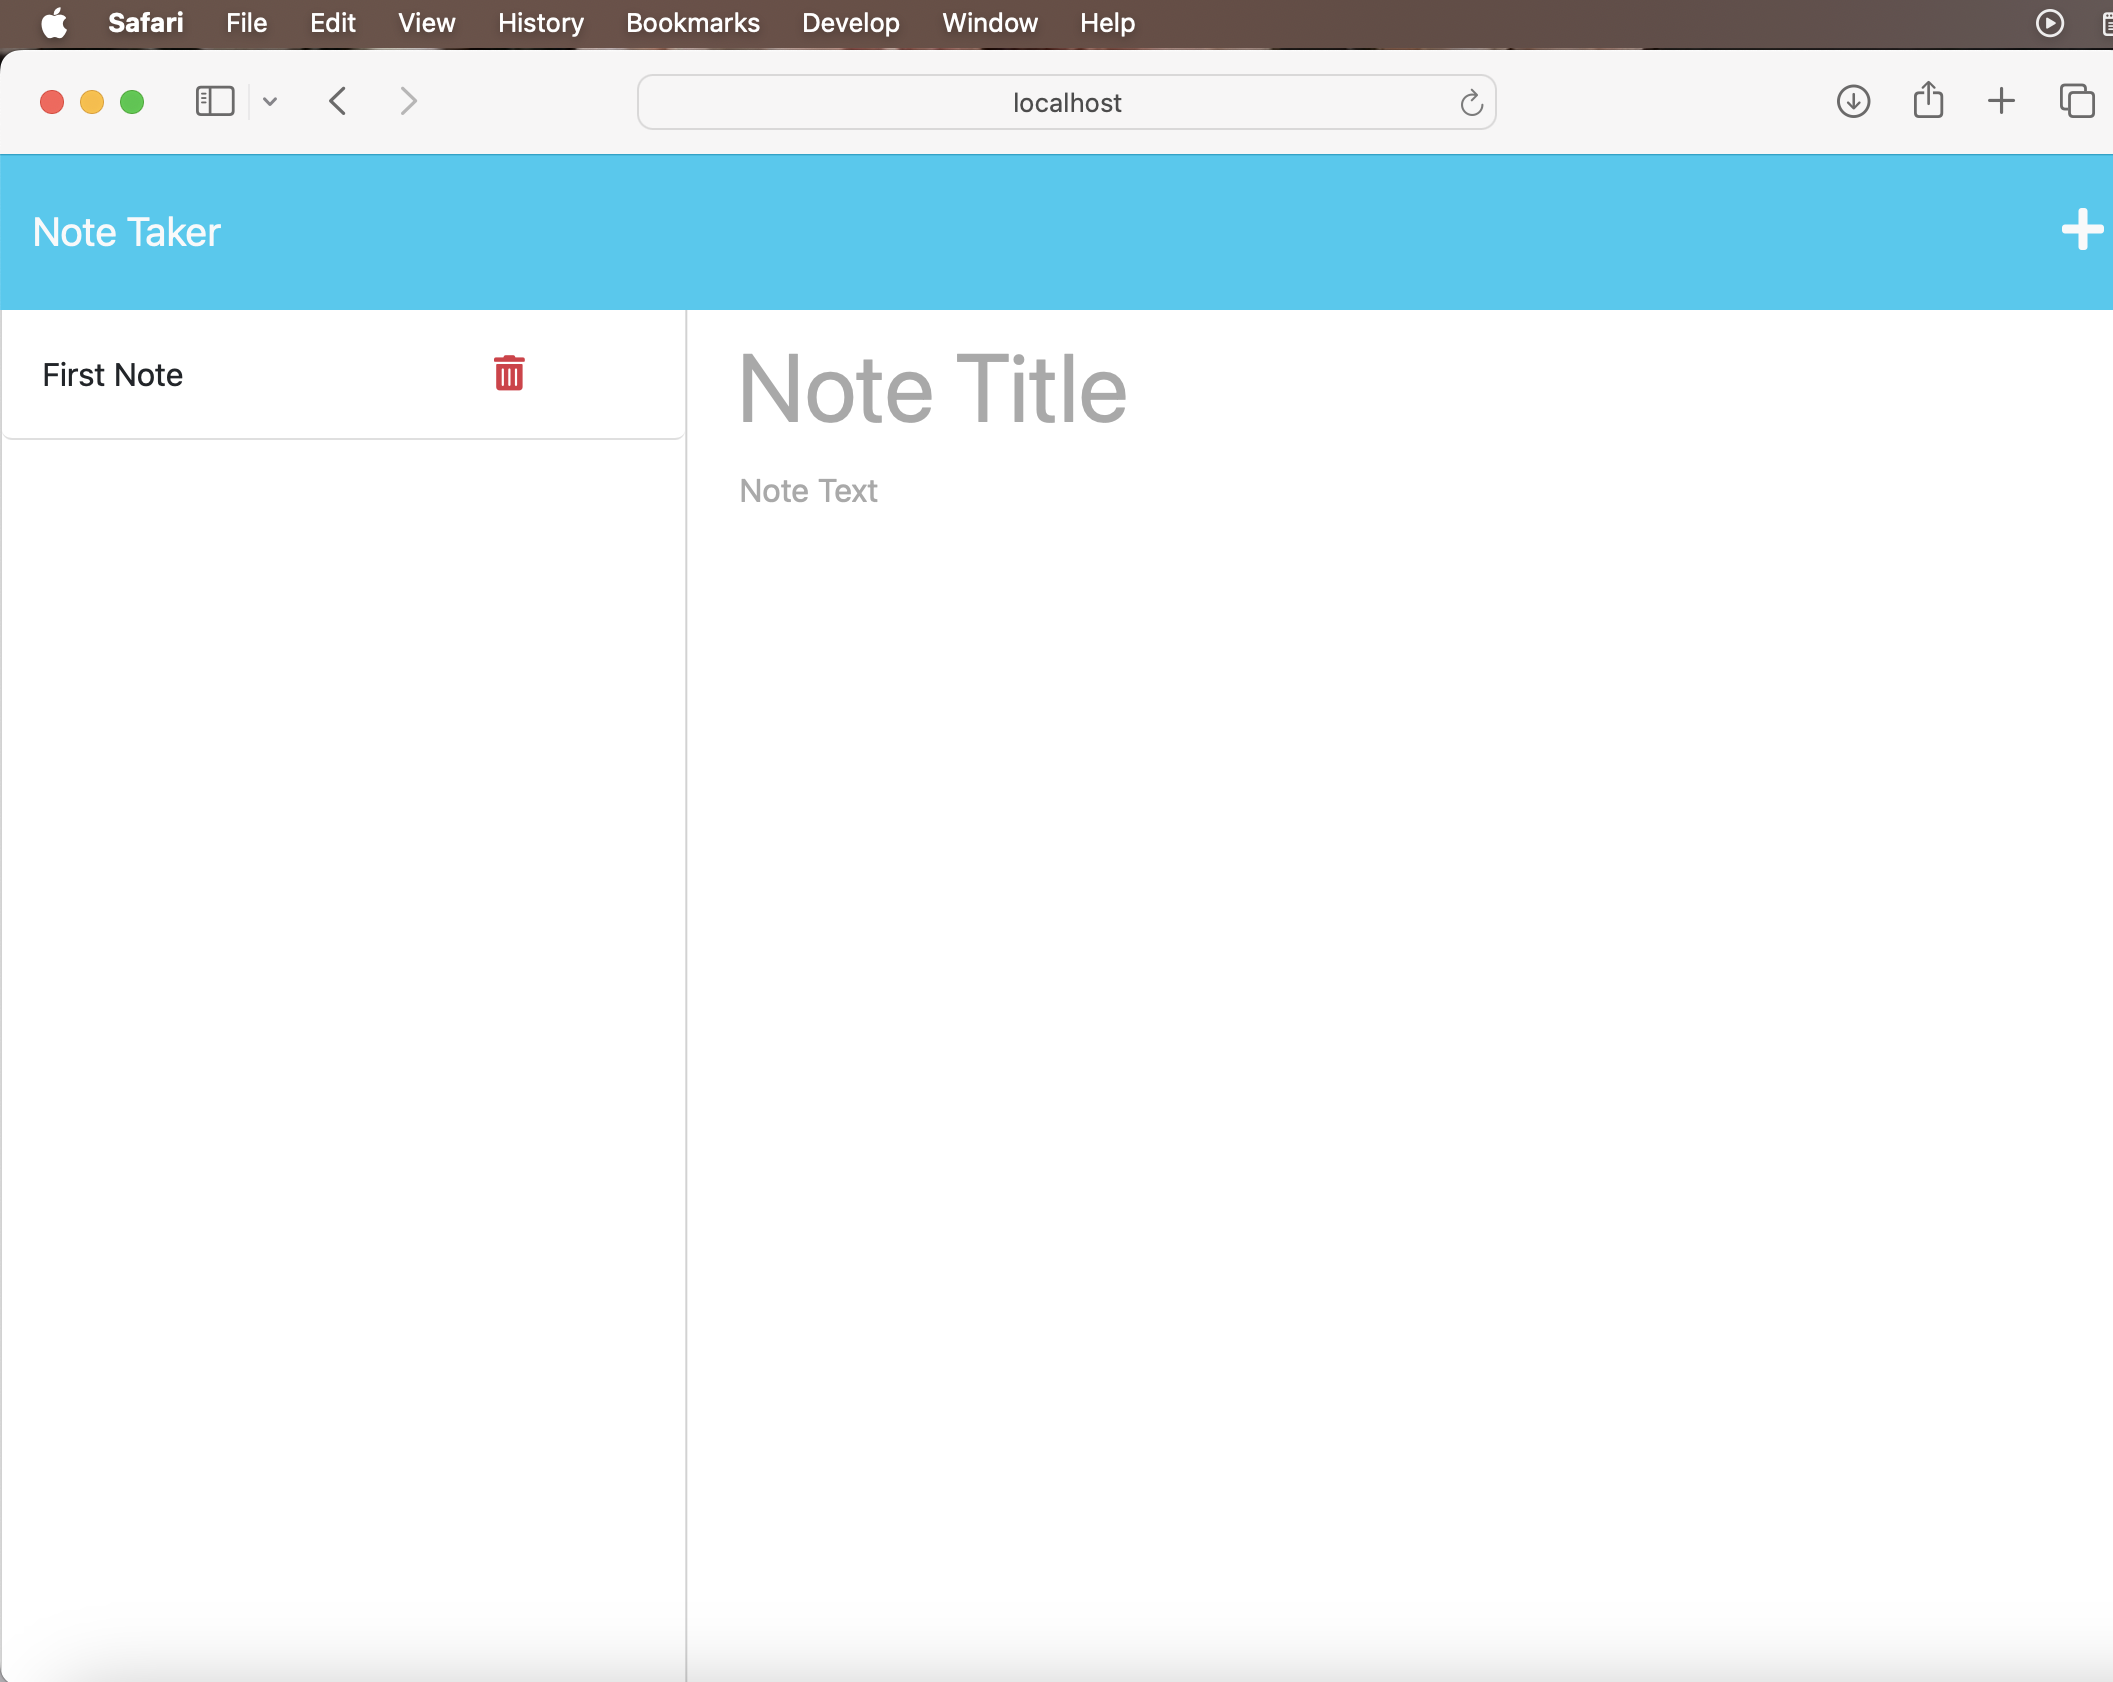 Safari File Edit View History Bookmarks Develop Window Help
localhost
Note Taker
First Note
Note Title
Note Text